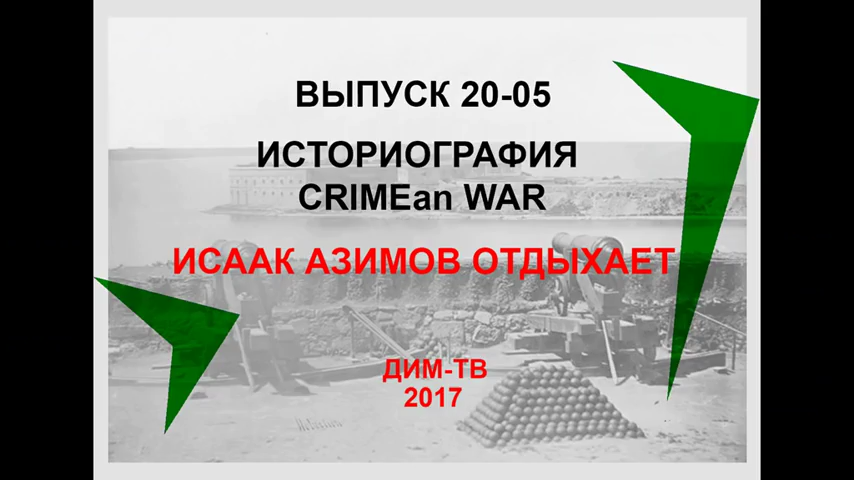 ВЫПУСК 20-05
ИСТОРИОГРАФИЯ
CRIMEan WAR
ИСААК АЗИМОВ ОТДЫХАЕТ
ДИМ-ТВ
2017